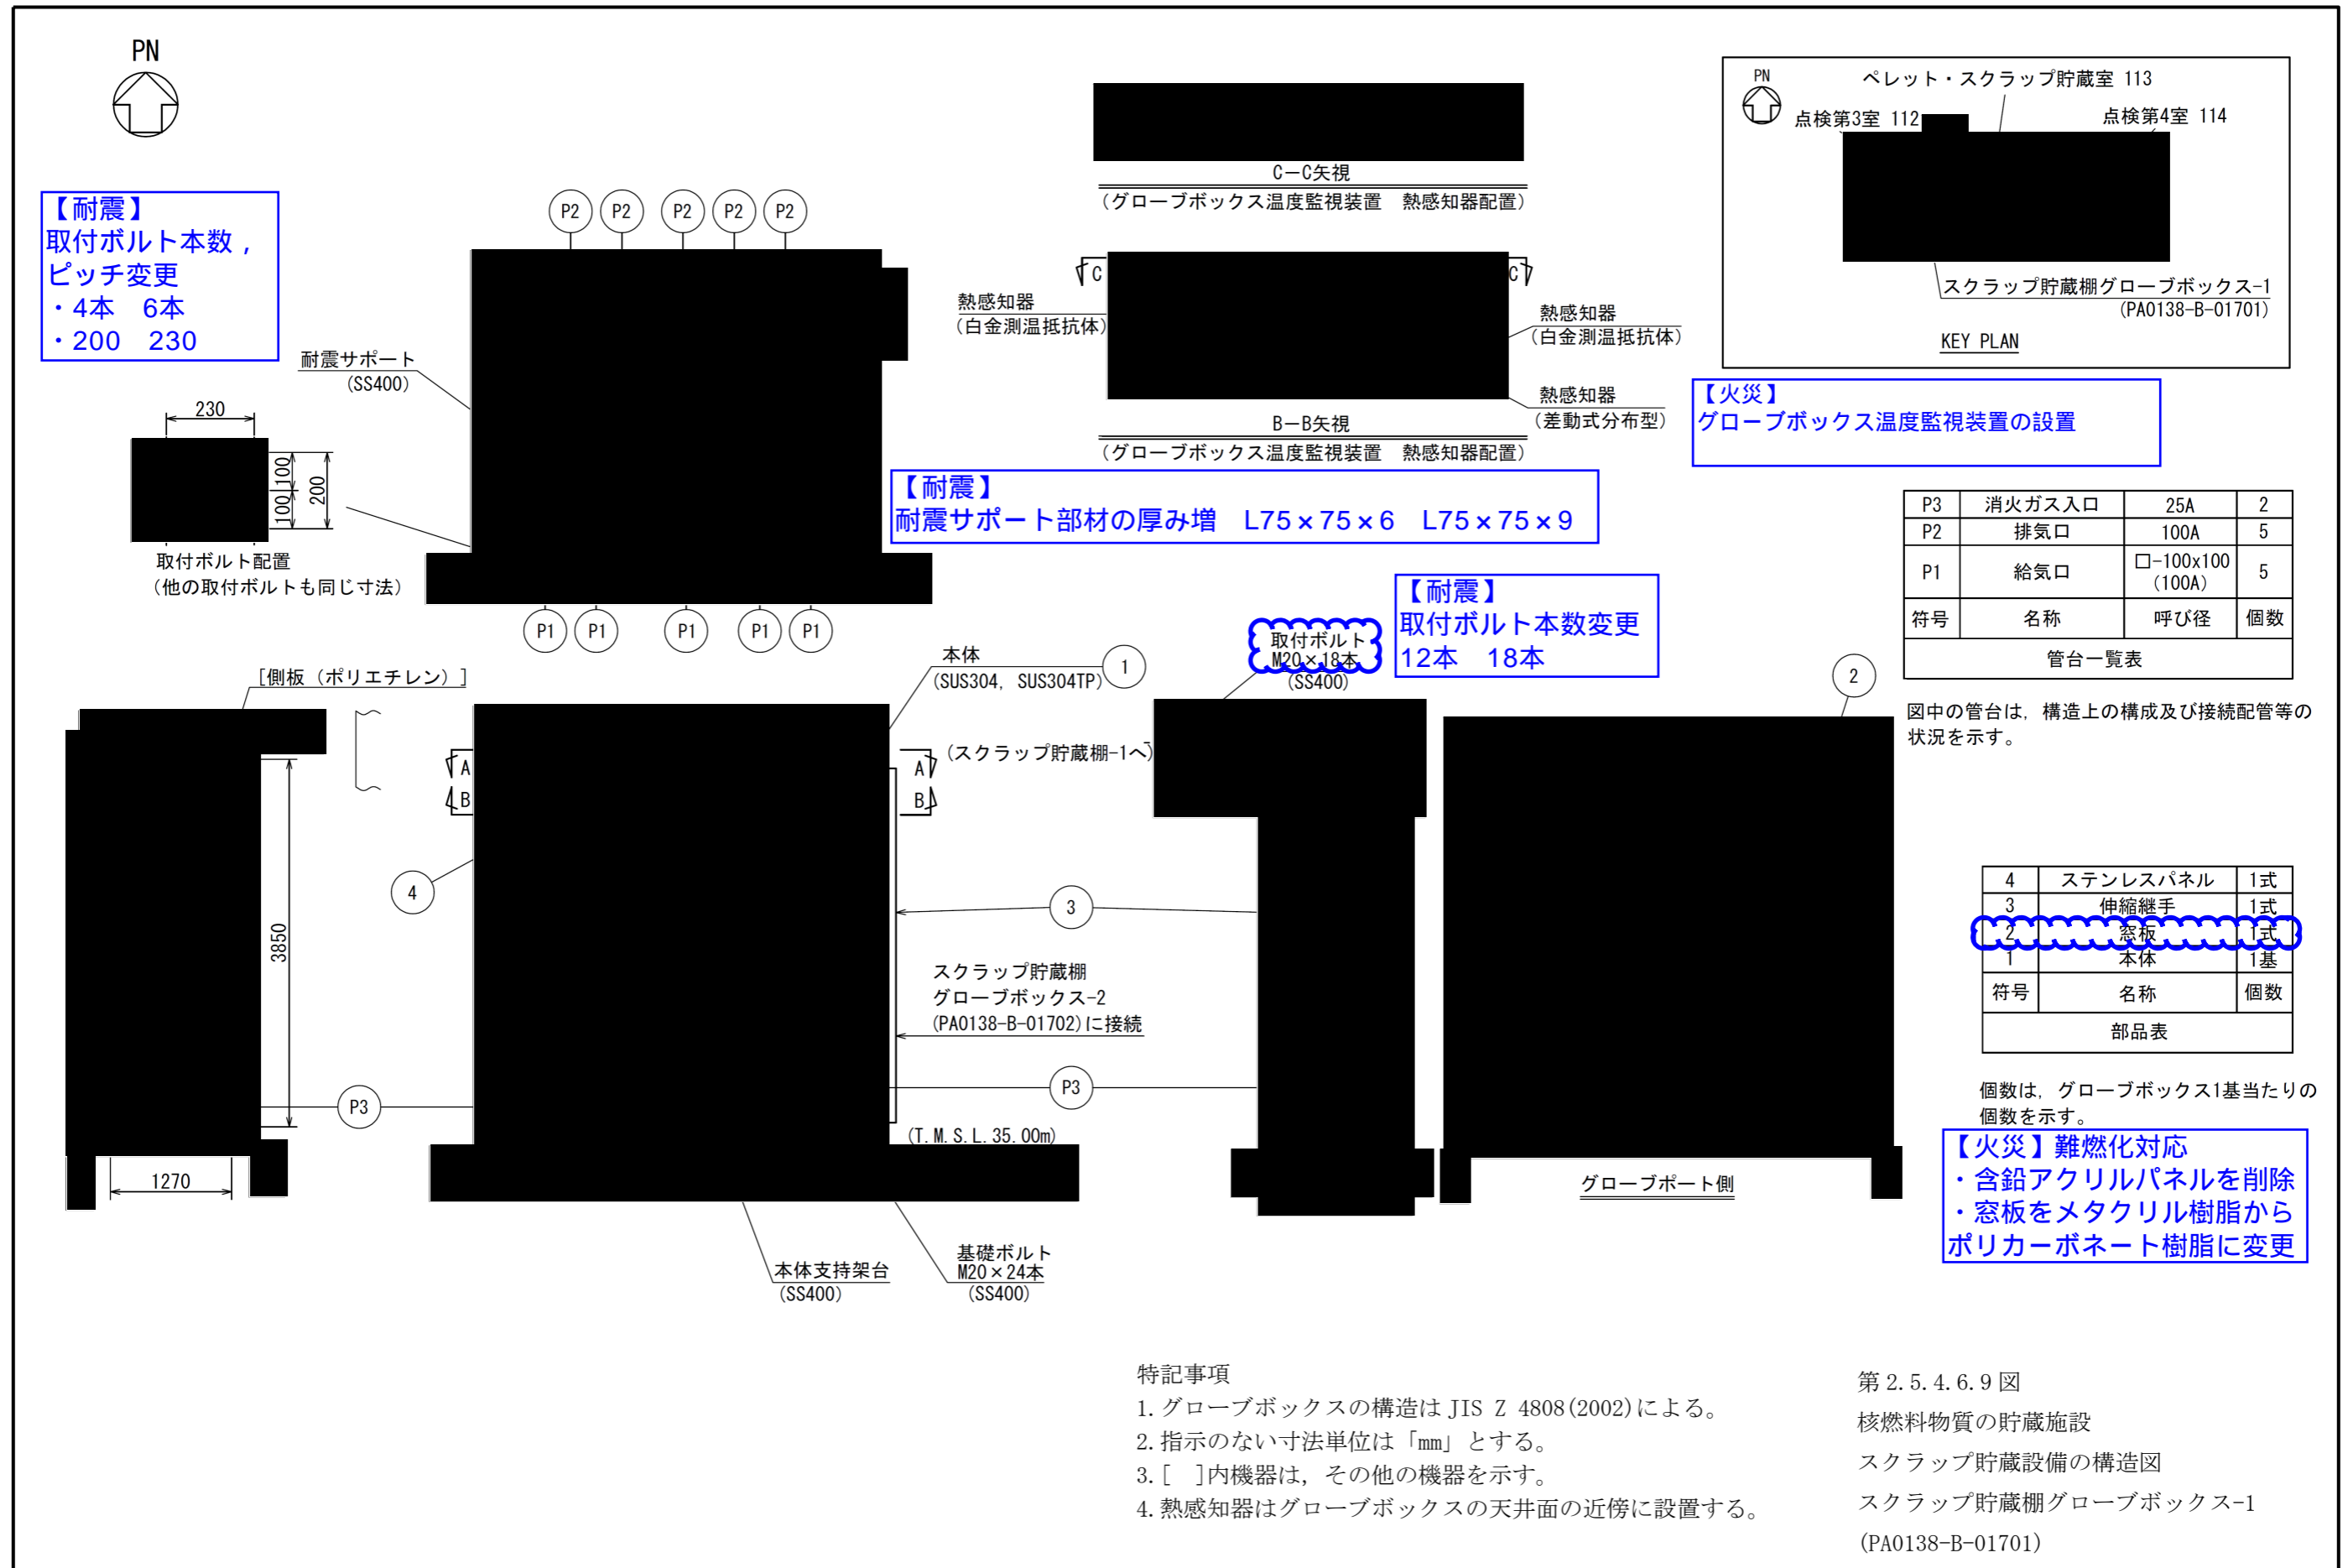 PN
【耐震】
取付ボルト本数，
ピッチ変更
・4本　6本
・200　230
P2 P2 P2 P2 P2
耐震サポート
(SS400)
230
100
100
200
取付ボルト配置
（他の取付ボルトも同じ寸法）
P1 P1 P1 P1 P1
C－C矢視
（グローブボックス温度監視装置　熱感知器配置）
C C
熱感知器
（白金測温抵抗体）
熱感知器
（白金測温抵抗体）
熱感知器
（差動式分布型）
B－B矢視
（グローブボックス温度監視装置　熱感知器配置）
PN
ペレット・スクラップ貯蔵室 113
点検第3室 112
点検第4室 114
スクラップ貯蔵棚グローブボックス-1
(PA0138-B-01701)
KEY PLAN
【火災】
グローブボックス温度監視装置の設置
【耐震】
耐震サポート部材の厚み増　L75×75×6　L75×75×9
【耐震】
取付ボルト本数変更
12本　18本
取付ボルト
M20×18本
(SS400)
P3 消火ガス入口 25A 2
P2 排気口 100A 5
P1 給気口 □-100x100 (100A) 5
符号 名称 呼び径 個数
管台一覧表
図中の管台は，構造上の構成及び接続配管等の
状況を示す。
[側板（ポリエチレン）]
本体
(SUS304, SUS304TP)
1
2
A A
B B
(スクラップ貯蔵棚-1へ)
4
3
3850
スクラップ貯蔵棚
グローブボックス-2
(PA0138-B-01702)に接続
P3
P3
(T.M.S.L.35.00m)
1270
グローブポート側
本体支持架台
(SS400)
基礎ボルト
M20×24本
(SS400)
4 ステンレスパネル 1式
3 伸縮継手 1式
2 窓板 1式
1 本体 1基
符号 名称 個数
部品表
個数は，グローブボックス1基当たりの
個数を示す。
【火災】難燃化対応
・含鉛アクリルパネルを削除
・窓板をメタクリル樹脂から
ポリカーボネート樹脂に変更
特記事項
1.グローブボックスの構造は JIS Z 4808(2002)による。
2.指示のない寸法単位は「mm」とする。
3.[　]内機器は，その他の機器を示す。
4.熱感知器はグローブボックスの天井面の近傍に設置する。
第 2.5.4.6.9 図
核燃料物質の貯蔵施設
スクラップ貯蔵設備の構造図
スクラップ貯蔵棚グローブボックス-1
(PA0138-B-01701)